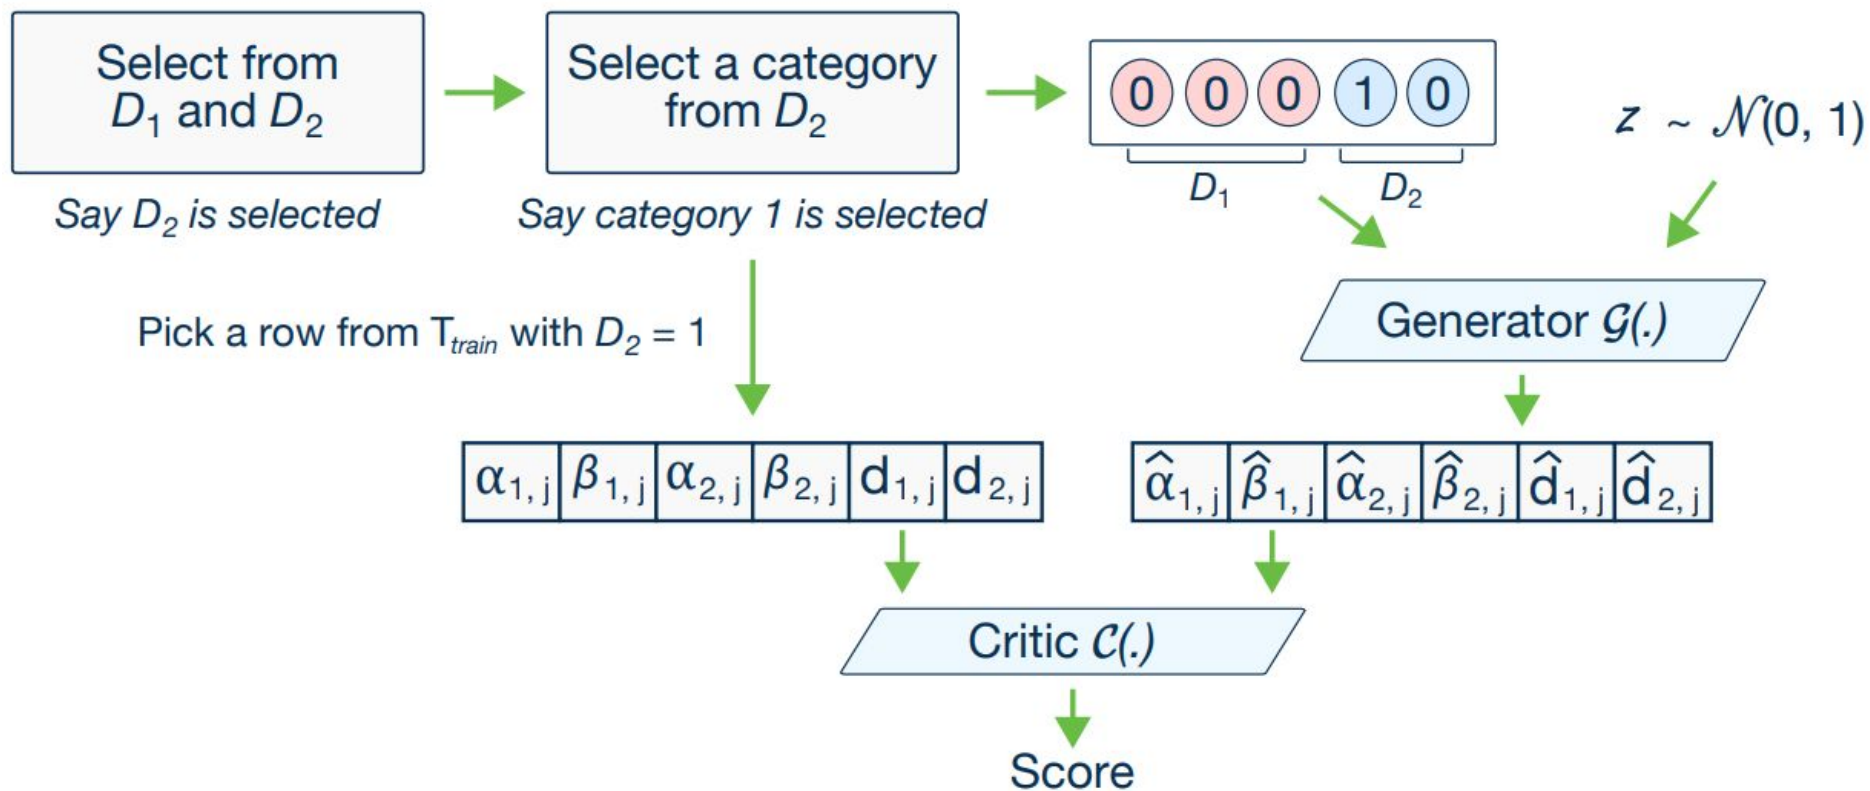 Select from
D₁ and D₂
Select a category
from D₂
0 0 0 1 0
z ~ 𝒩(0, 1)
D₁ D₂
Say D₂ is selected
Say category 1 is selected
Pick a row from T_train with D₂ = 1
Generator 𝒢(.)
α₁, j β₁, j α₂, j β₂, j d₁, j d₂, j
α̂₁, j β̂₁, j α̂₂, j β̂₂, j d̂₁, j d̂₂, j
Critic 𝒞(.)
Score